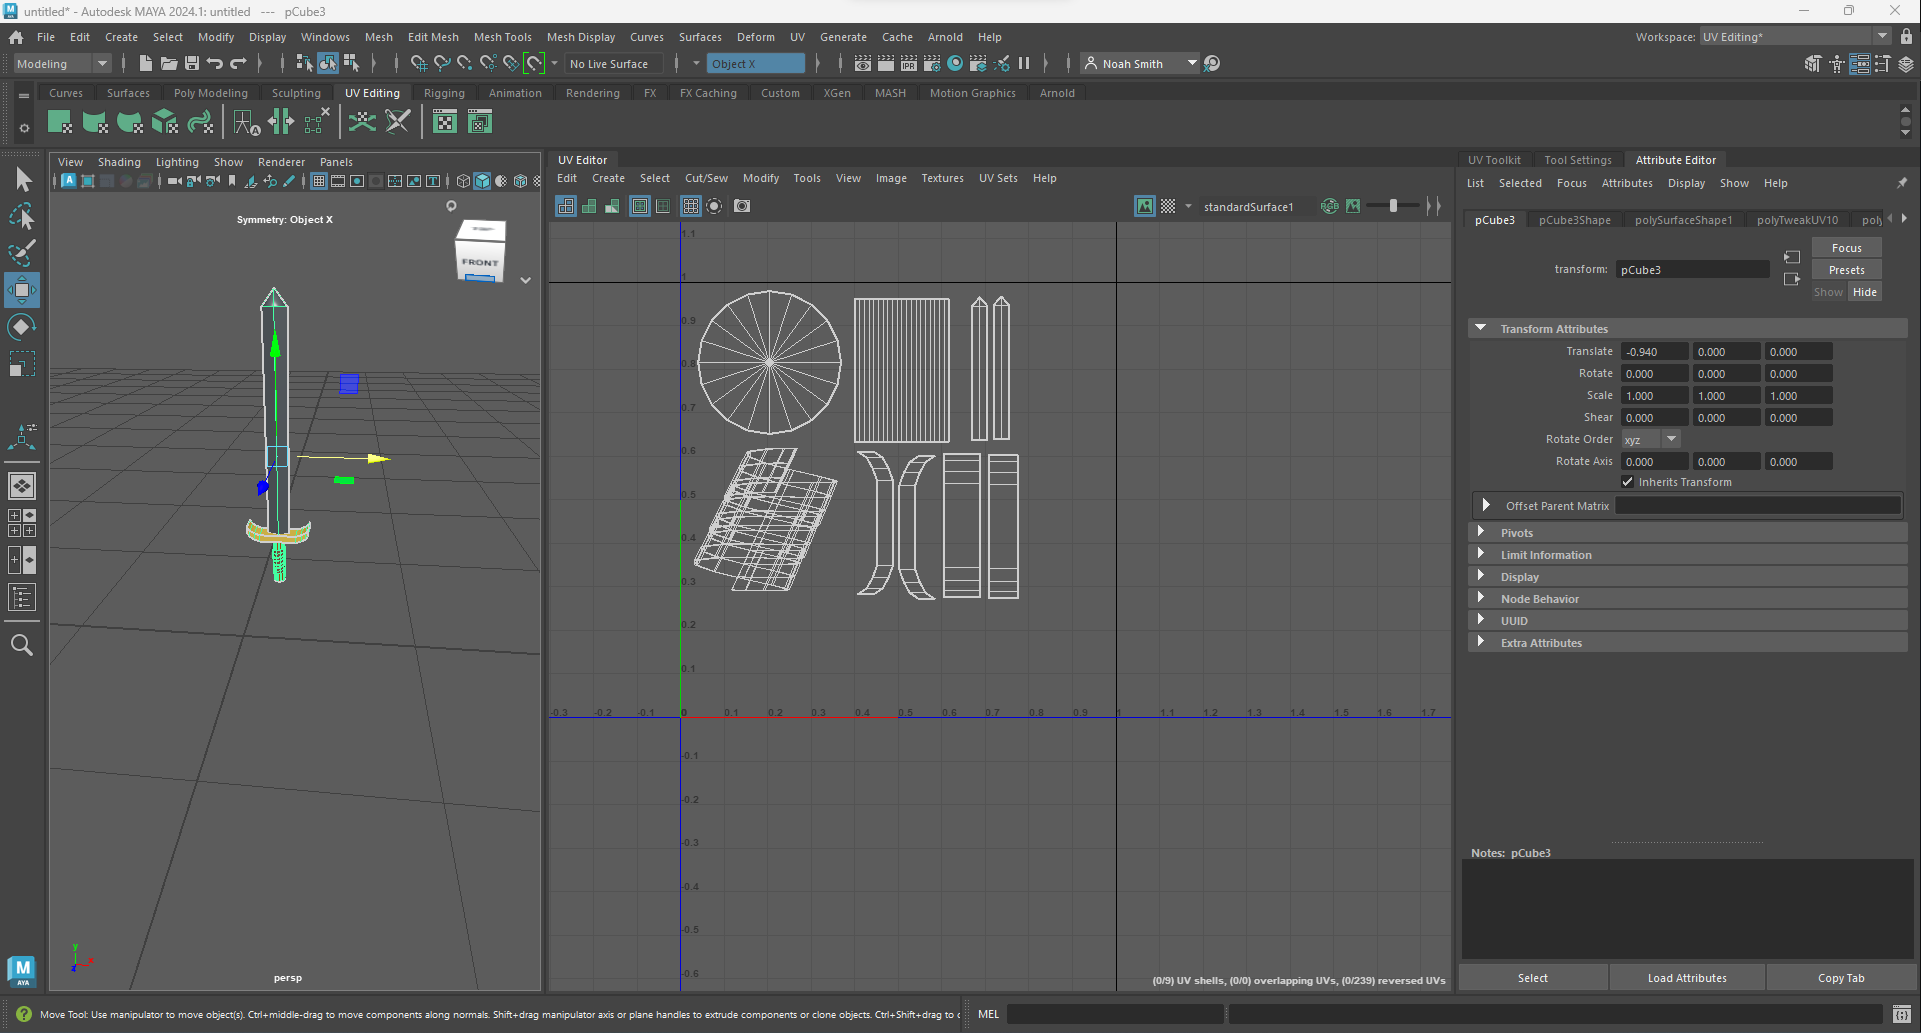 untitled* - Autodesk MAYA 2024.1: untitled --- pCube3
File Edit Create Select Modify Display Windows Mesh Edit Mesh Mesh Tools Mesh Display Curves Surfaces Deform UV Generate Cache Arnold Help
Workspace: UV Editing*
Modeling
No Live Surface
Object X
IPR
Noah Smith
Curves Surfaces Poly Modeling Sculpting UV Editing Rigging Animation Rendering FX FX Caching Custom XGen MASH Motion Graphics Arnold
View Shading Lighting Show Renderer Panels
Symmetry: Object X
FRONT
persp
UV Editor
Edit Create Select Cut/Sew Modify Tools View Image Textures UV Sets Help
standardSurface1
RGB
1.1
1
0.9
0.8
0.7
0.6
0.5
0.4
0.3
0.2
0.1
-0.3 -0.2 -0.1 0 0.1 0.2 0.3 0.4 0.5 0.6 0.7 0.8 0.9 1 1.1 1.2 1.3 1.4 1.5 1.6 1.7
-0.1
-0.2
-0.3
-0.4
-0.5
-0.6
(0/9) UV shells, (0/0) overlapping UVs, (0/239) reversed UVs
UV Toolkit Tool Settings Attribute Editor
List Selected Focus Attributes Display Show Help
pCube3 pCube3Shape polySurfaceShape1 polyTweakUV10 poly
transform: pCube3
Focus
Presets
Show Hide
Transform Attributes
Translate -0.940 0.000 0.000
Rotate 0.000 0.000 0.000
Scale 1.000 1.000 1.000
Shear 0.000 0.000 0.000
Rotate Order xyz
Rotate Axis 0.000 0.000 0.000
Inherits Transform
Offset Parent Matrix
Pivots
Limit Information
Display
Node Behavior
UUID
Extra Attributes
Notes: pCube3
Select Load Attributes Copy Tab
M
AYA
y
x
z
Move Tool: Use manipulator to move object(s). Ctrl+middle-drag to move components along normals. Shift+drag manipulator axis or plane handles to extrude components or clone objects. Ctrl+Shift+drag to c
MEL